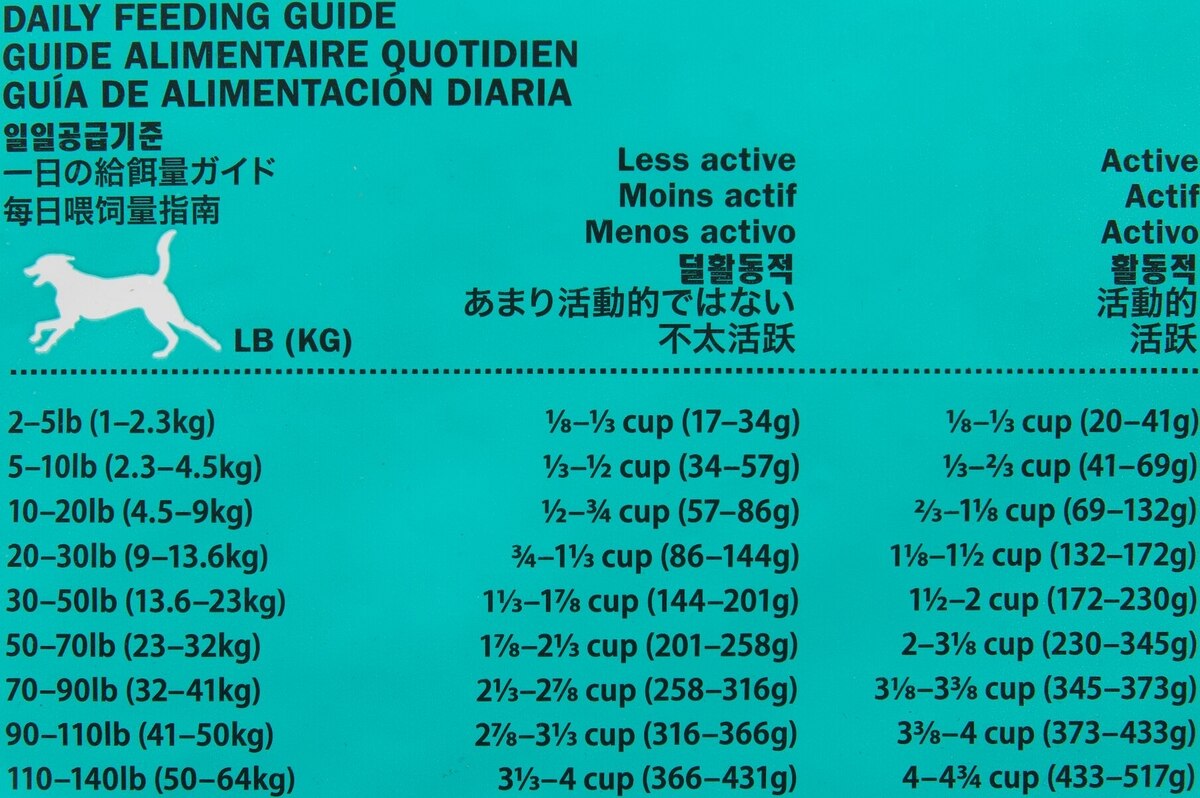 DAILY FEEDING GUIDE
GUIDE ALIMENTAIRE QUOTIDIEN
GUÍA DE ALIMENTACIÓN DIARIA
일일공급기준
一日の給餌量ガイド
每日喂饲量指南
LB (KG)
Less active
Moins actif
Menos activo
덜활동적
あまり活動的ではない
不太活跃
Active
Actif
Activo
활동적
活動的
活跃
2–5lb (1–2.3kg) ⅛–⅓ cup (17–34g) ⅛–⅓ cup (20–41g)
5–10lb (2.3–4.5kg) ⅓–½ cup (34–57g) ⅓–⅔ cup (41–69g)
10–20lb (4.5–9kg) ½–¾ cup (57–86g) ⅔–1⅛ cup (69–132g)
20–30lb (9–13.6kg) ¾–1⅓ cup (86–144g) 1⅛–1½ cup (132–172g)
30–50lb (13.6–23kg) 1⅓–1⅞ cup (144–201g) 1½–2 cup (172–230g)
50–70lb (23–32kg) 1⅞–2⅓ cup (201–258g) 2–3⅛ cup (230–345g)
70–90lb (32–41kg) 2⅓–2⅞ cup (258–316g) 3⅛–3⅜ cup (345–373g)
90–110lb (41–50kg) 2⅞–3⅓ cup (316–366g) 3⅜–4 cup (373–433g)
110–140lb (50–64kg) 3⅓–4 cup (366–431g) 4–4¾ cup (433–517g)